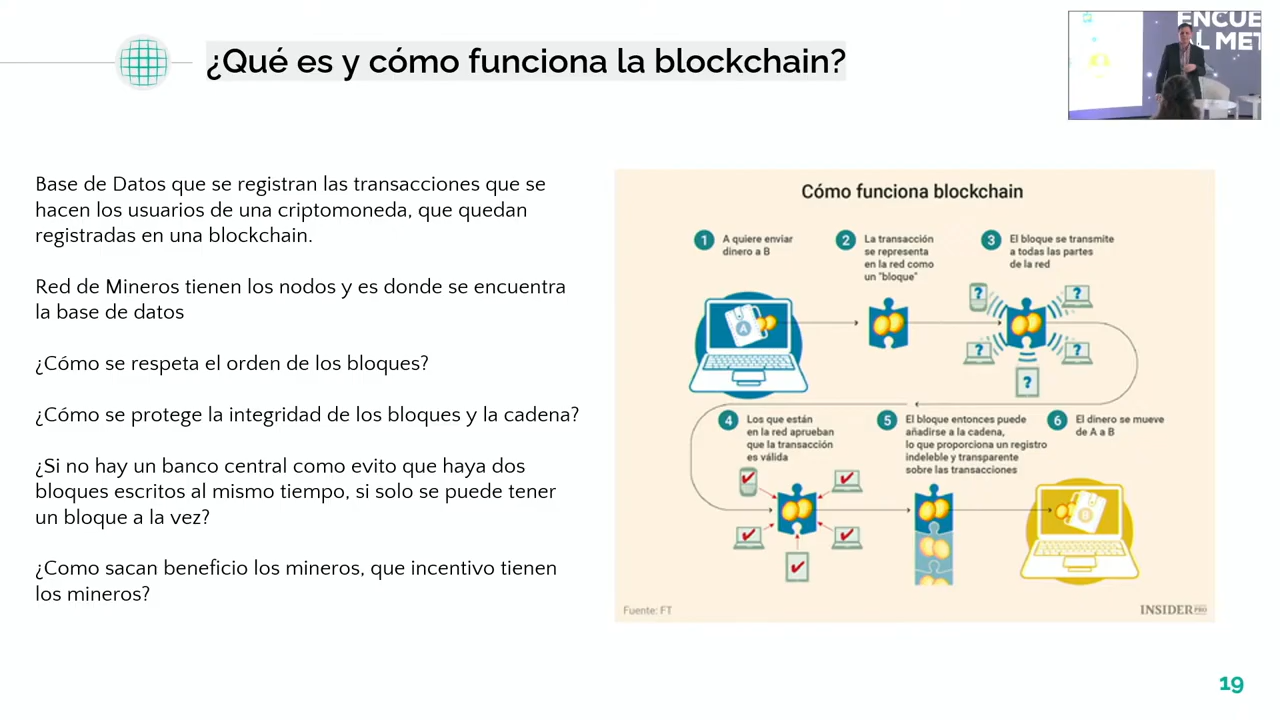 ¿Qué es y cómo funciona la blockchain?
ENCUE
AL MET
Base de Datos que se registran las transacciones que se
hacen los usuarios de una criptomoneda, que quedan
registradas en una blockchain.
Red de Mineros tienen los nodos y es donde se encuentra
la base de datos
¿Cómo se respeta el orden de los bloques?
¿Cómo se protege la integridad de los bloques y la cadena?
¿Si no hay un banco central como evito que haya dos
bloques escritos al mismo tiempo, si solo se puede tener
un bloque a la vez?
¿Como sacan beneficio los mineros, que incentivo tienen
los mineros?
Cómo funciona blockchain
1
A quiere enviar
dinero a B
2
La transacción
se representa
en la red como
un "bloque"
3
El bloque se transmite
a todas las partes
de la red
A
?
?
?
?
?
4
Los que están
en la red aprueban
que la transacción
es válida
5
El bloque entonces puede
añadirse a la cadena,
lo que proporciona un registro
indeleble y transparente
sobre las transacciones
6
El dinero se mueve
de A a B
B
Fuente: FT
INSIDER PRO
19